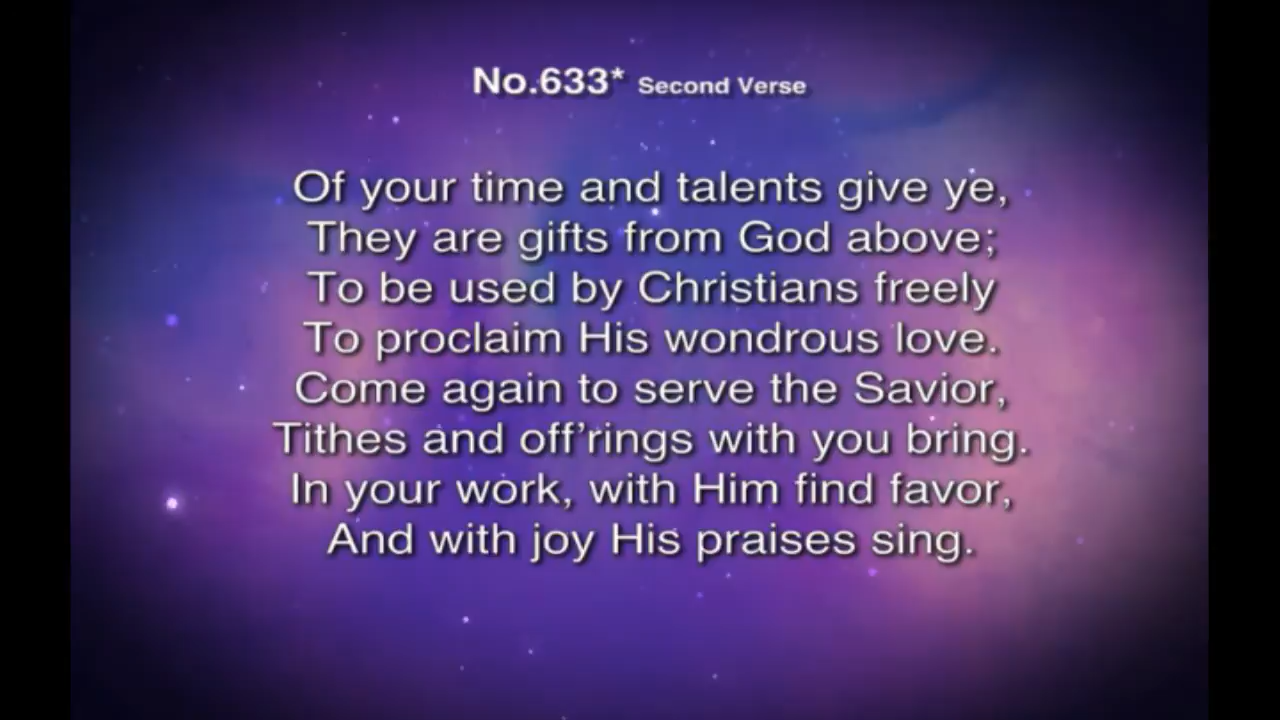 No.633* Second Verse
Of your time and talents give ye,
They are gifts from God above;
To be used by Christians freely
To proclaim His wondrous love.
Come again to serve the Savior,
Tithes and off’rings with you bring.
In your work, with Him find favor,
And with joy His praises sing.